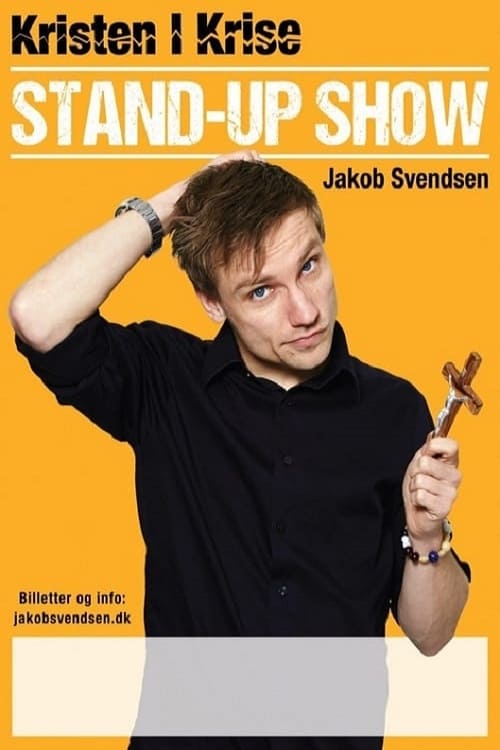 Kristen I Krise
STAND-UP SHOW
Jakob Svendsen
Billetter og info:
jakobsvendsen.dk